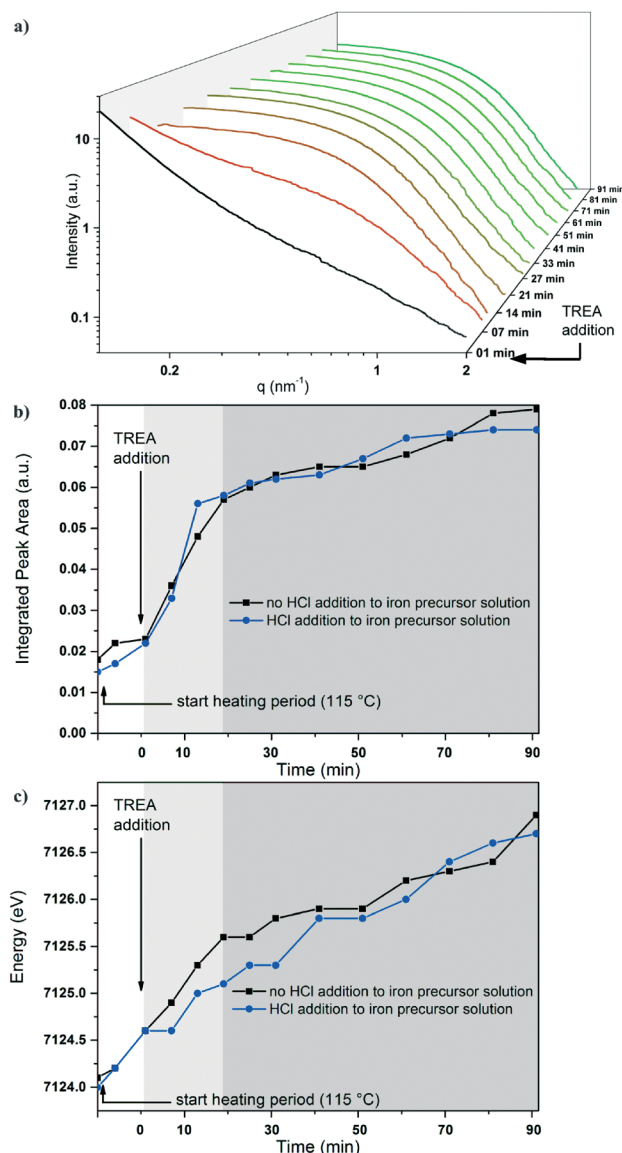 a)
10
1
0.1
Intensity (a.u.)
0.2
1
2
q (nm⁻¹)
91 min
81 min
71 min
61 min
51 min
41 min
33 min
27 min
21 min
14 min
07 min
01 min
TREA
addition
b)
0.08
0.07
0.06
0.05
0.04
0.03
0.02
0.01
0.00
Integrated Peak Area (a.u.)
TREA
addition
no HCl addition to iron precursor solution
HCl addition to iron precursor solution
start heating period (115 °C)
0 10 30 50 70 90
Time (min)
c)
7127.0
7126.5
7126.0
7125.5
7125.0
7124.5
7124.0
Energy (eV)
TREA
addition
no HCl addition to iron precursor solution
HCl addition to iron precursor solution
start heating period (115 °C)
0 10 30 50 70 90
Time (min)